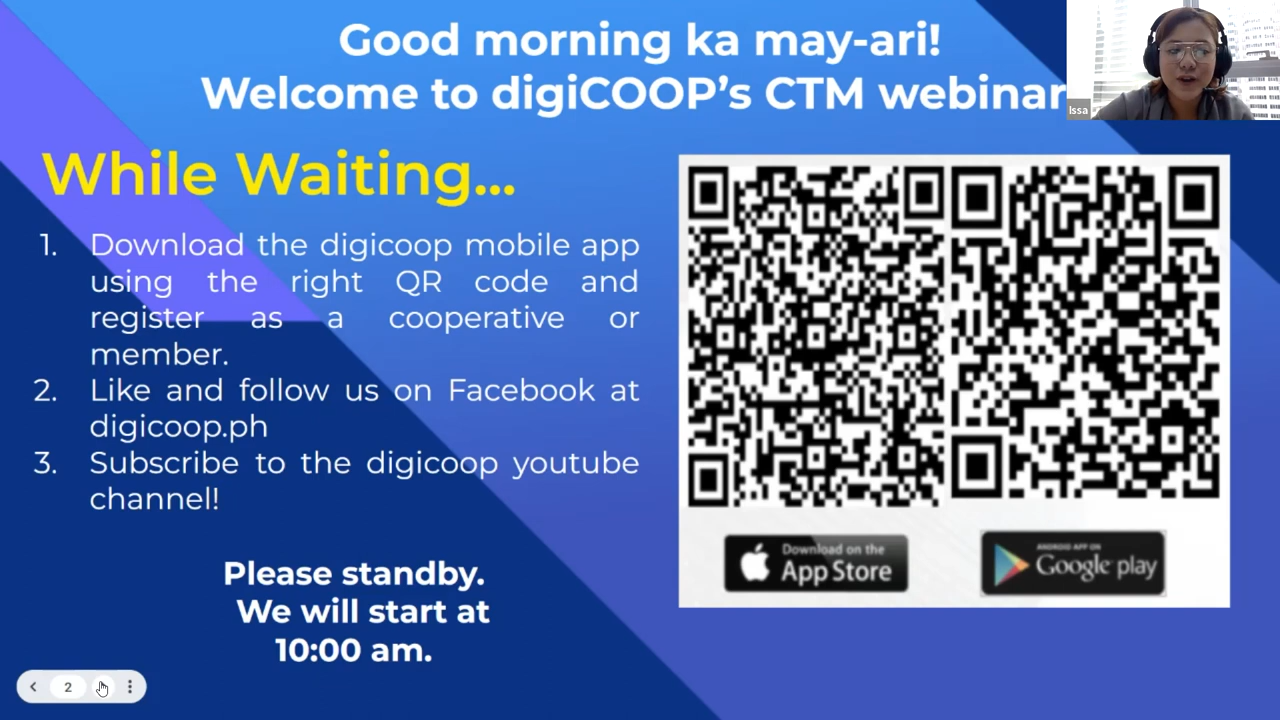 Good morning ka may-ari!
Welcome to digiCOOP's CTM webinar
Issa
While Waiting...
1. Download the digicoop mobile app
using the right QR code and
register as a cooperative or
member.
2. Like and follow us on Facebook at
digicoop.ph
3. Subscribe to the digicoop youtube
channel!
Please standby.
We will start at
10:00 am.
Download on the
App Store
ANDROID APP ON
Google play
2